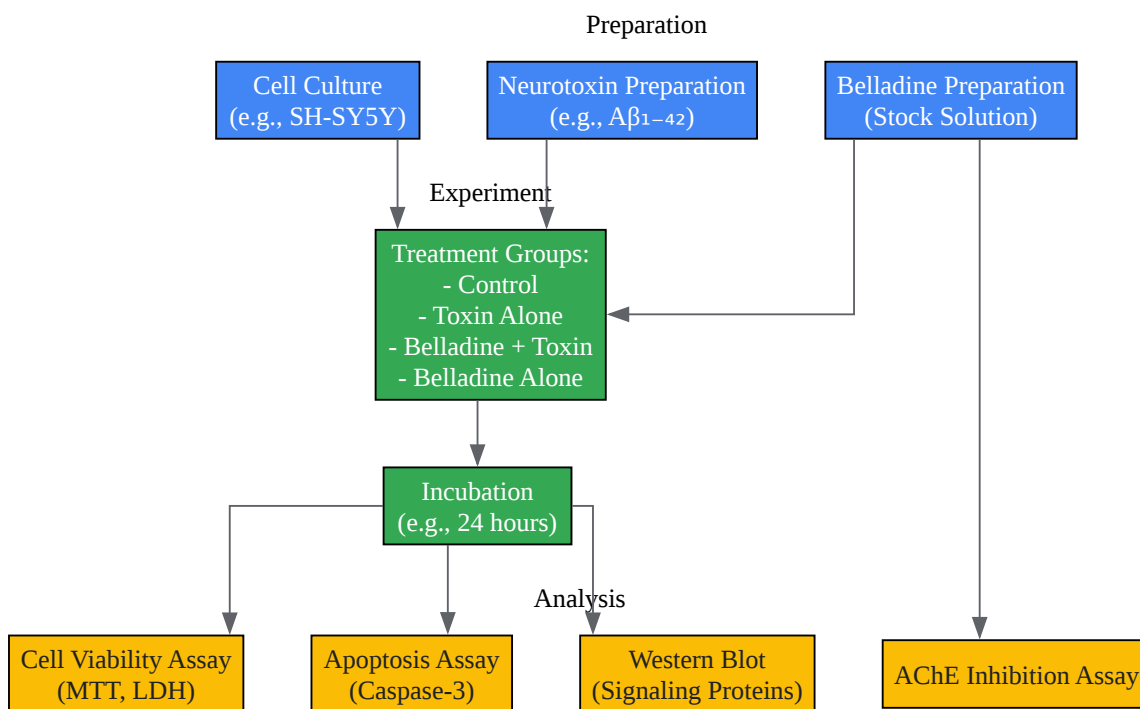 Preparation
Cell Culture
(e.g., SH-SY5Y)
Neurotoxin Preparation
(e.g., Aβ₁₋₄₂)
Belladine Preparation
(Stock Solution)
Experiment
Treatment Groups:
- Control
- Toxin Alone
- Belladine + Toxin
- Belladine Alone
Incubation
(e.g., 24 hours)
Analysis
Cell Viability Assay
(MTT, LDH)
Apoptosis Assay
(Caspase-3)
Western Blot
(Signaling Proteins)
AChE Inhibition Assay